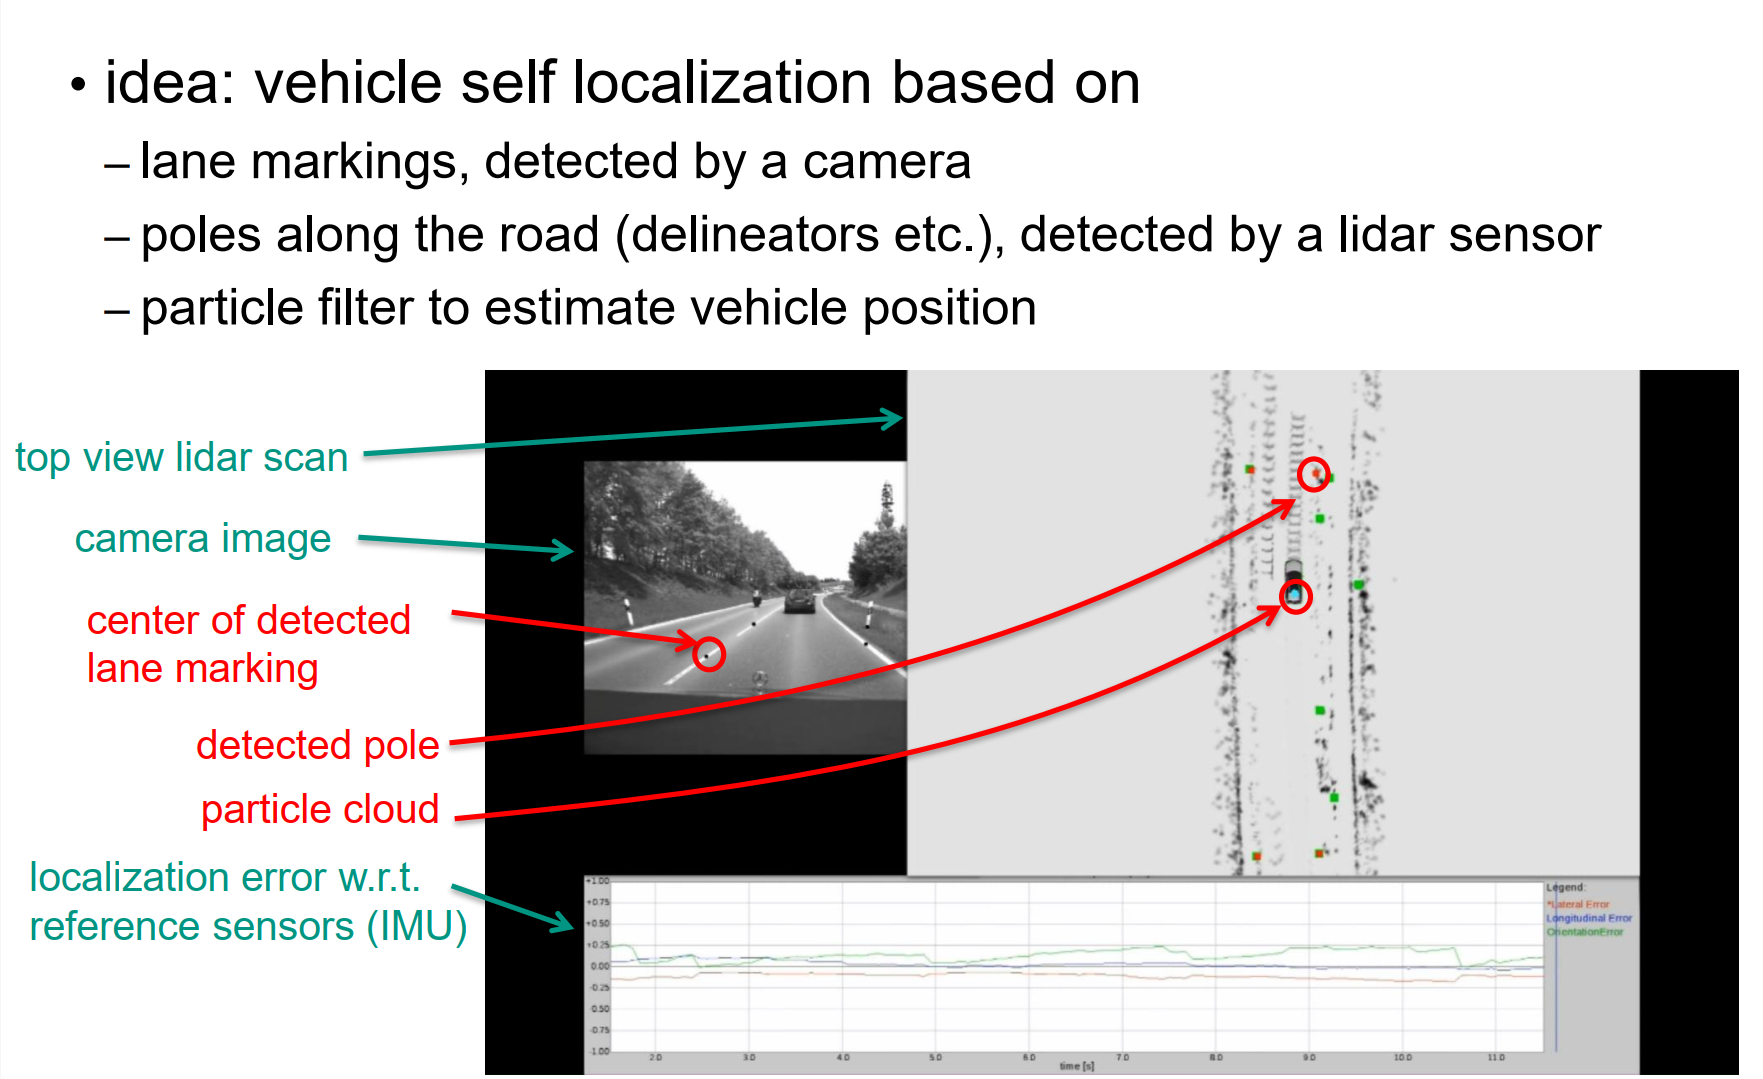 • idea: vehicle self localization based on
– lane markings, detected by a camera
– poles along the road (delineators etc.), detected by a lidar sensor
– particle filter to estimate vehicle position
top view lidar scan
camera image
center of detected
lane marking
detected pole
particle cloud
localization error w.r.t.
reference sensors (IMU)
+1.00
+0.75
+0.50
+0.25
0.00
-0.25
-0.50
-0.75
-1.00
2.0 3.0 4.0 5.0 6.0 7.0 8.0 9.0 10.0 11.0
time [s]
Legend:
*Lateral Error
Longitudinal Error
OrientationError